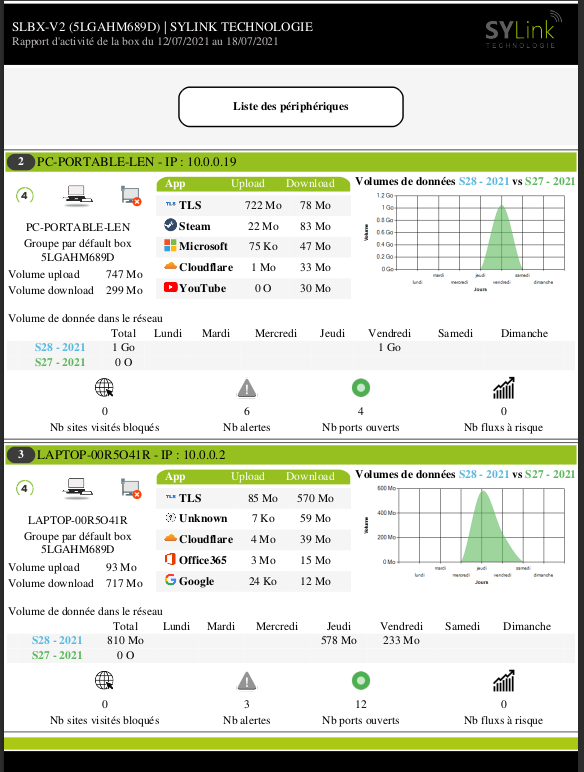 SLBX-V2 (5LGAHM689D) | SYLINK TECHNOLOGIE
Rapport d'activité de la box du 12/07/2021 au 18/07/2021
SYLink
TECHNOLOGIE
Liste des périphériques
2 PC-PORTABLE-LEN - IP : 10.0.0.19
4
PC-PORTABLE-LEN
Groupe par défault box
5LGAHM689D
Volume upload 747 Mo
Volume download 299 Mo
App Upload Download
TLS TLS 722 Mo 78 Mo
Steam 22 Mo 83 Mo
Microsoft 75 Ko 47 Mo
Cloudflare 1 Mo 33 Mo
YouTube 0 O 30 Mo
Volumes de données S28 - 2021 vs S27 - 2021
Volume
1.2 Go
1 Go
0.8 Go
0.6 Go
0.4 Go
0.2 Go
0 Go
lundi mardi mercredi jeudi vendredi samedi dimanche
Jours
Volume de donnée dans le réseau
Total Lundi Mardi Mercredi Jeudi Vendredi Samedi Dimanche
S28 - 2021 1 Go 1 Go
S27 - 2021 0 O
0 6 4 0
Nb sites visités bloqués Nb alertes Nb ports ouverts Nb fluxs à risque
3 LAPTOP-00R5O41R - IP : 10.0.0.2
4
LAPTOP-00R5O41R
Groupe par défault box
5LGAHM689D
Volume upload 93 Mo
Volume download 717 Mo
App Upload Download
TLS TLS 85 Mo 570 Mo
Unknown 7 Ko 59 Mo
Cloudflare 4 Mo 39 Mo
Office365 3 Mo 15 Mo
Google 24 Ko 12 Mo
Volumes de données S28 - 2021 vs S27 - 2021
Volume
600 Mo
400 Mo
200 Mo
0 Mo
lundi mardi mercredi jeudi vendredi samedi dimanche
Jours
Volume de donnée dans le réseau
Total Lundi Mardi Mercredi Jeudi Vendredi Samedi Dimanche
S28 - 2021 810 Mo 578 Mo 233 Mo
S27 - 2021 0 O
0 3 12 0
Nb sites visités bloqués Nb alertes Nb ports ouverts Nb fluxs à risque